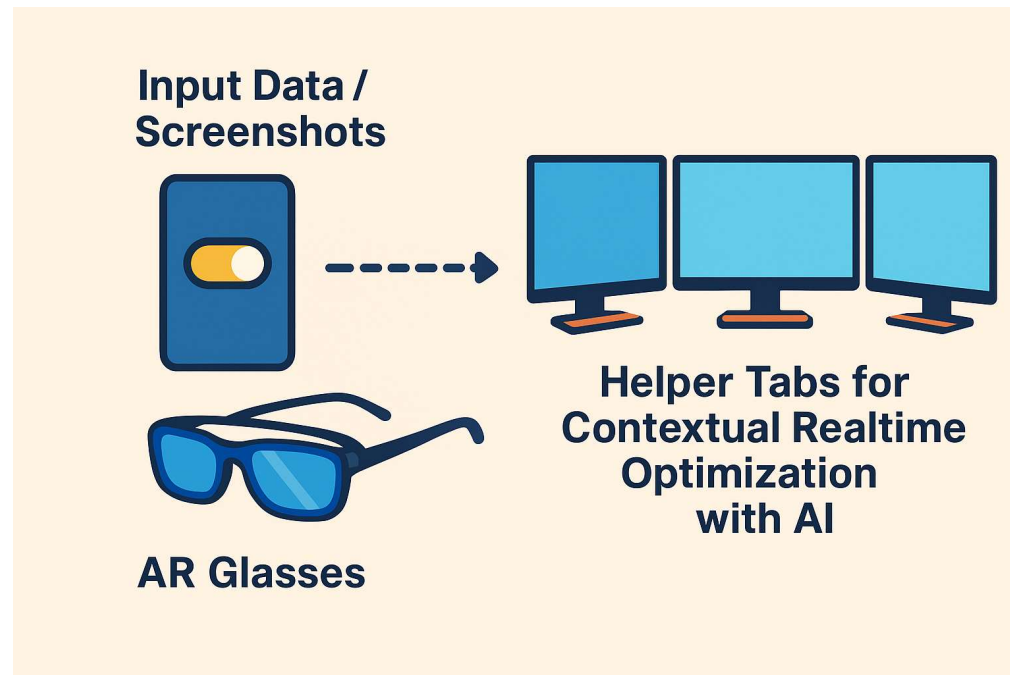 Input Data /
Screenshots
AR Glasses
Helper Tabs for
Contextual Realtime
Optimization
with AI